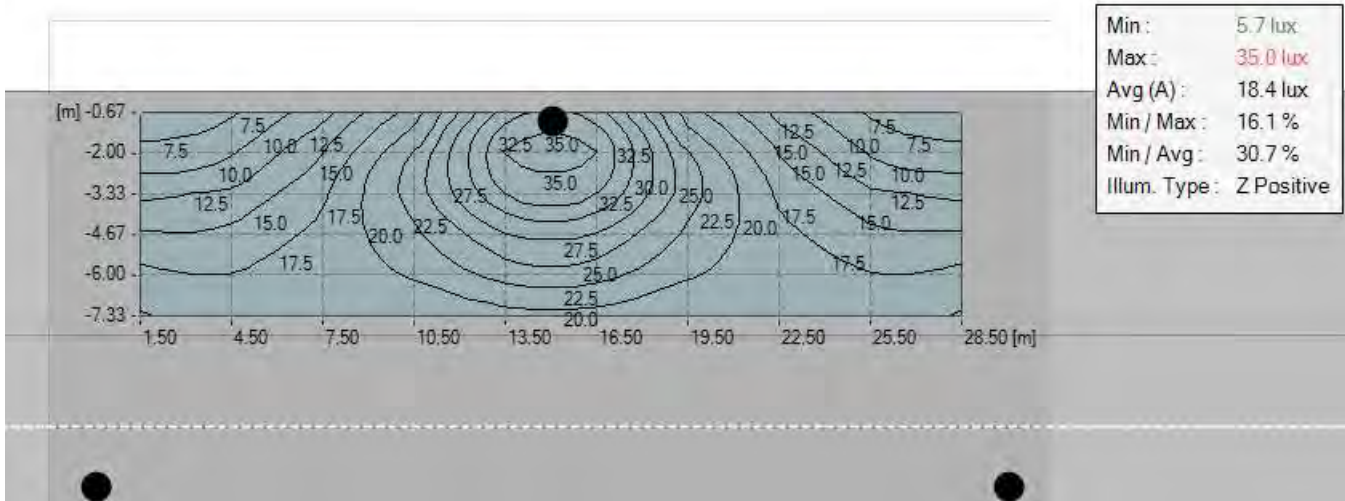 Min : 5.7 lux
Max : 35.0 lux
Avg (A) : 18.4 lux
Min / Max : 16.1 %
Min / Avg : 30.7 %
Illum. Type : Z Positive
[m] -0.67
7.5 12.5 7.5
7.5 10.0 12.5 32.5 35.0 32.5 15.0 10.0 7.5
-2.00
10.0 15.0 35.0 30.0 15.0 12.5 10.0
-3.33
12.5 27.5 32.5 25.0 12.5
15.0 17.5 20.0 22.5 22.5 20.0 17.5 15.0
-4.67
17.5 27.5 17.5
-6.00
25.0
22.5
-7.33
20.0
1.50 4.50 7.50 10.50 13.50 16.50 19.50 22.50 25.50 28.50 [m]